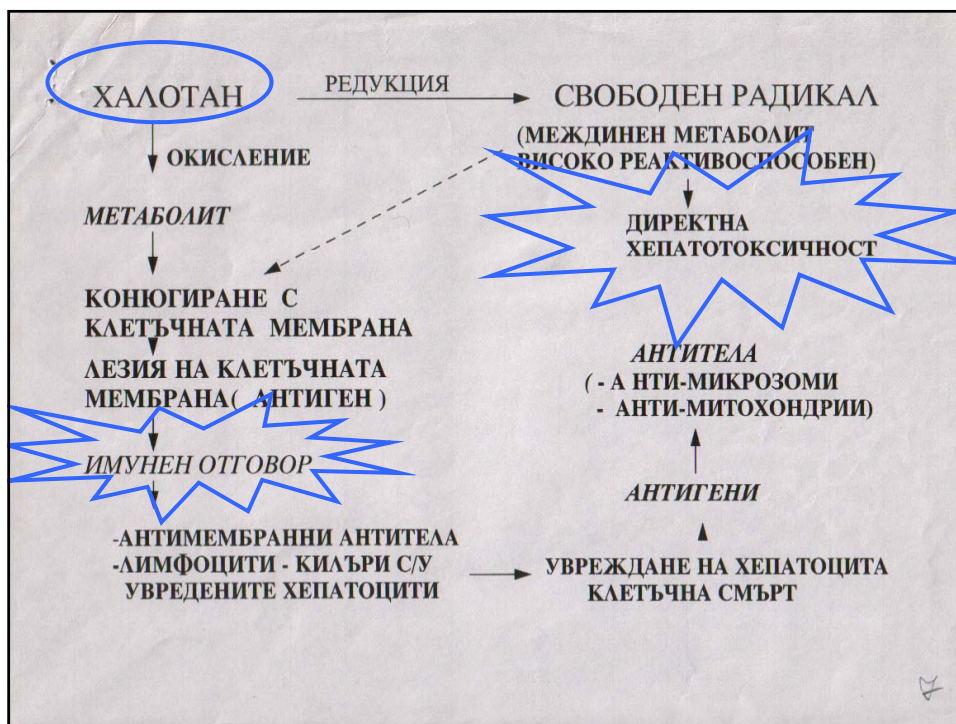 ХАЛОТАН
РЕДУКЦИЯ
СВОБОДЕН РАДИКАЛ
(МЕЖДИНЕН МЕТАБОЛИТ
ВИСОКО РЕАКТИВОСПОСОБЕН)
ОКИСЛЕНИЕ
МЕТАБОЛИТ
ДИРЕКТНА
ХЕПАТОТОКСИЧНОСТ
КОНЮГИРАНЕ С
КЛЕТЪЧНАТА МЕМБРАНА
ЛЕЗИЯ НА КЛЕТЪЧНАТА
МЕМБРАНА( АНТИГЕН )
ИМУНЕН ОТГОВОР
-АНТИМЕМБРАННИ АНТИТЕЛА
-ЛИМФОЦИТИ - КИЛЪРИ С/У
УВРЕДЕНИТЕ ХЕПАТОЦИТИ
УВРЕЖДАНЕ НА ХЕПАТОЦИТА
КЛЕТЪЧНА СМЪРТ
АНТИГЕНИ
АНТИТЕЛА
( - А НТИ-МИКРОЗОМИ
- АНТИ-МИТОХОНДРИИ)